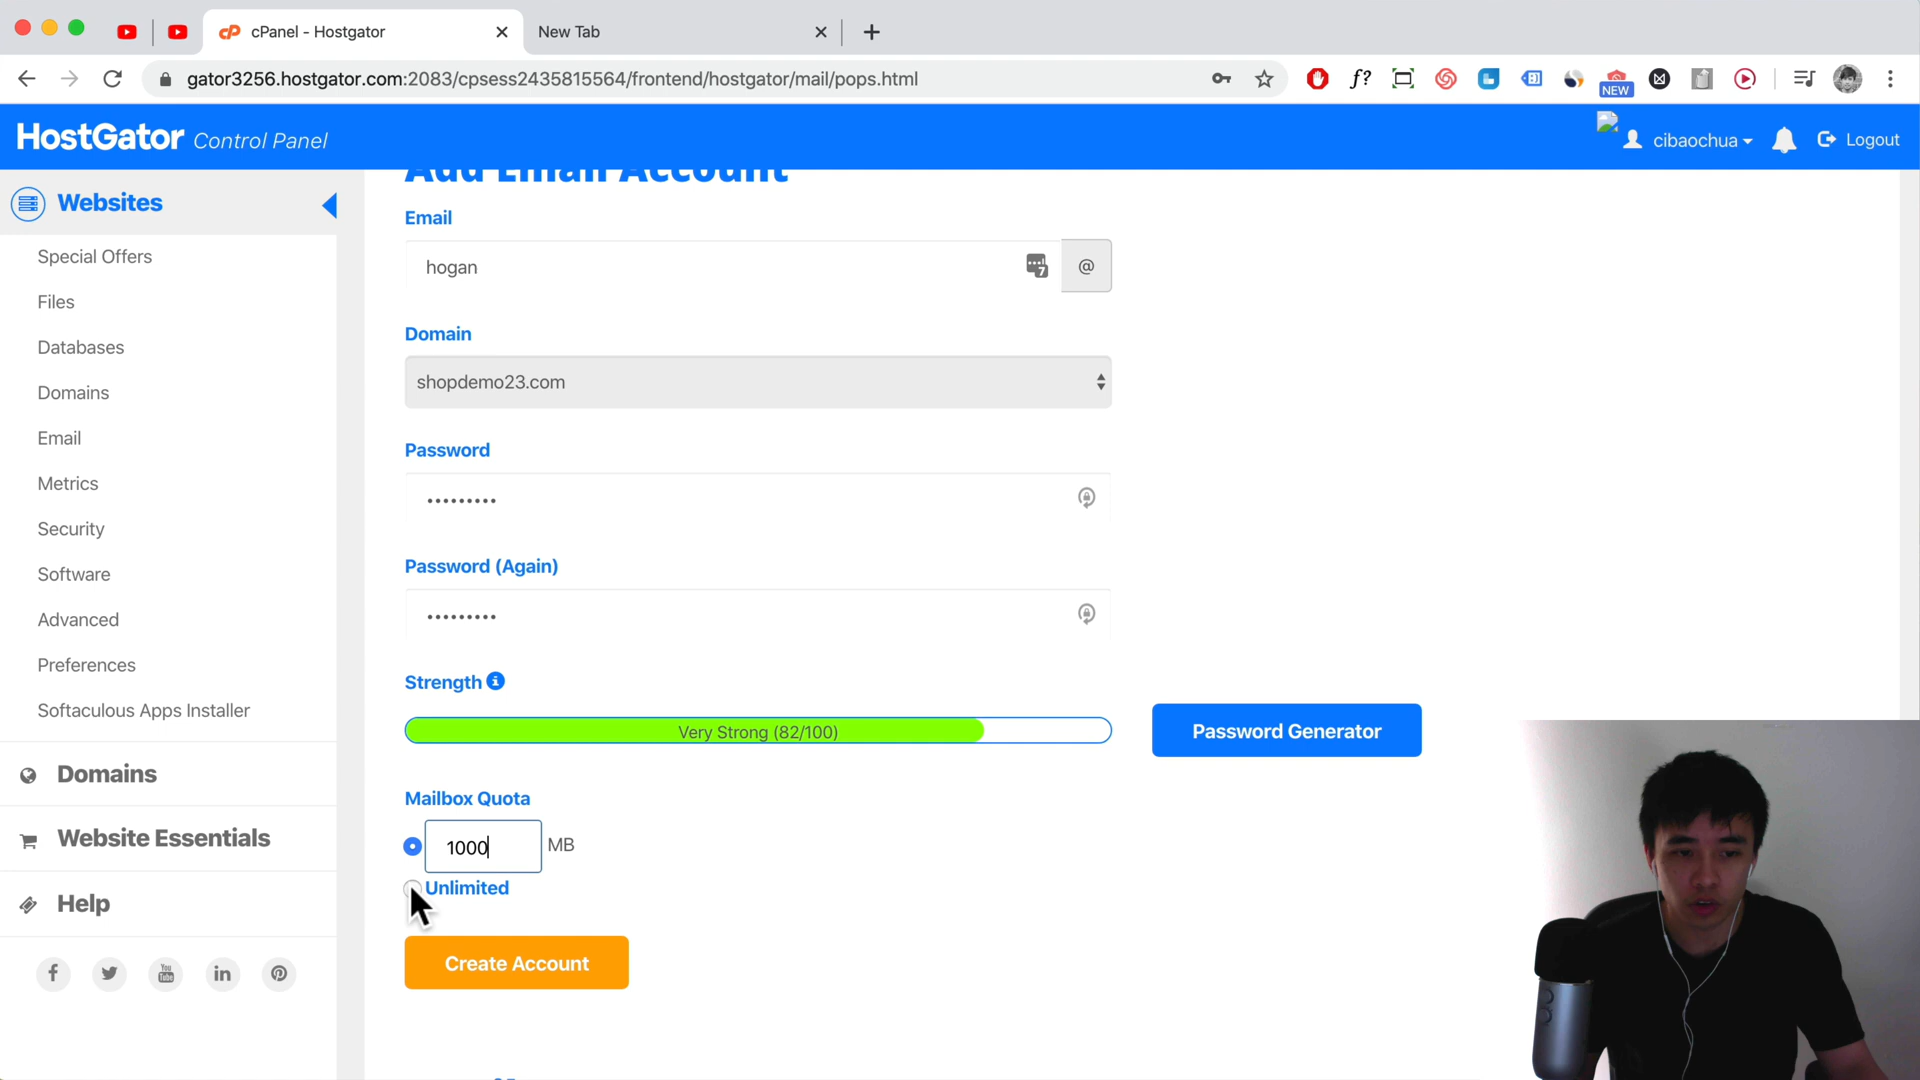 cPanel - Hostgator
New Tab
gator3256.hostgator.com:2083/cpsess2435815564/frontend/hostgator/mail/pops.html
f?
NEW
HostGator Control Panel
cibaochua
Logout
Websites
Special Offers
Files
Databases
Domains
Email
Metrics
Security
Software
Advanced
Preferences
Softaculous Apps Installer
Domains
Website Essentials
Help
Add Email Account
Email
hogan
7
@
Domain
shopdemo23.com
Password
•••••••••
Password (Again)
•••••••••
Strength
Very Strong (82/100)
Password Generator
Mailbox Quota
1000 MB
Unlimited
Create Account